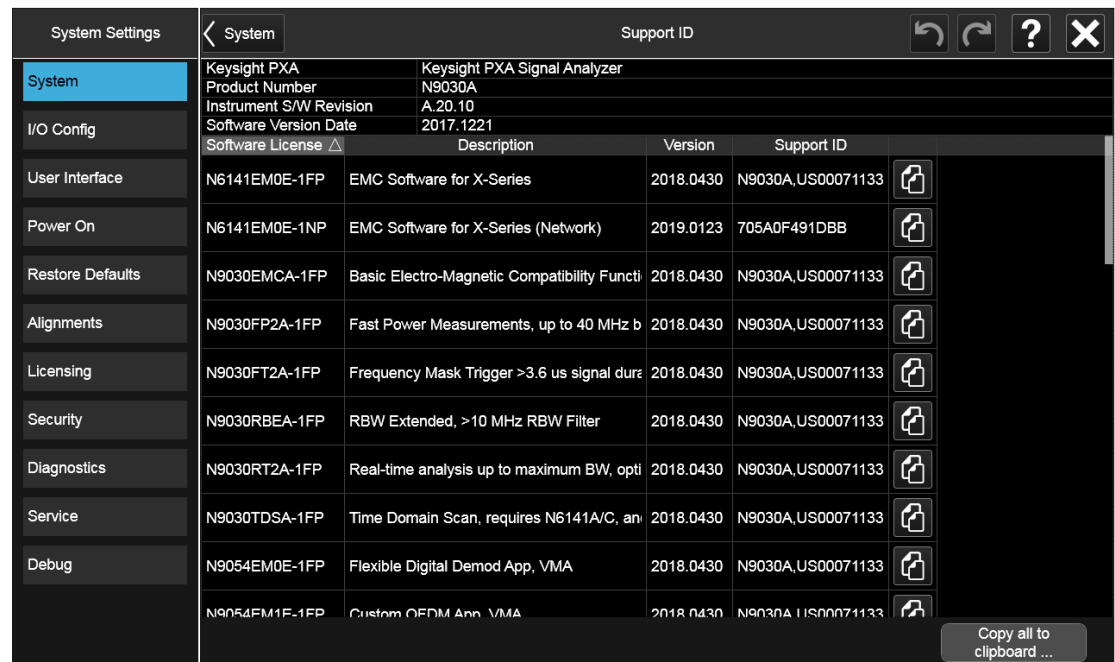 System Settings
System
Support ID
?
System
I/O Config
User Interface
Power On
Restore Defaults
Alignments
Licensing
Security
Diagnostics
Service
Debug
Keysight PXA Keysight PXA Signal Analyzer
Product Number N9030A
Instrument S/W Revision A.20.10
Software Version Date 2017.1221
Software License △ Description Version Support ID
N6141EM0E-1FP EMC Software for X-Series 2018.0430 N9030A,US00071133
N6141EM0E-1NP EMC Software for X-Series (Network) 2019.0123 705A0F491DBB
N9030EMCA-1FP Basic Electro-Magnetic Compatibility Functi 2018.0430 N9030A,US00071133
N9030FP2A-1FP Fast Power Measurements, up to 40 MHz b 2018.0430 N9030A,US00071133
N9030FT2A-1FP Frequency Mask Trigger >3.6 us signal dura 2018.0430 N9030A,US00071133
N9030RBEA-1FP RBW Extended, >10 MHz RBW Filter 2018.0430 N9030A,US00071133
N9030RT2A-1FP Real-time analysis up to maximum BW, opti 2018.0430 N9030A,US00071133
N9030TDSA-1FP Time Domain Scan, requires N6141A/C, an 2018.0430 N9030A,US00071133
N9054EM0E-1FP Flexible Digital Demod App, VMA 2018.0430 N9030A,US00071133
N9054EM1E-1FP Custom OFDM App, VMA 2018.0430 N9030A,US00071133
Copy all to
clipboard ...